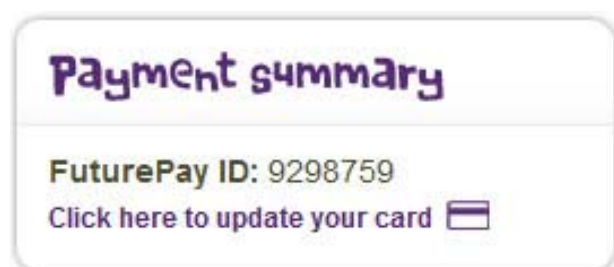 Payment summary
FuturePay ID: 9298759
Click here to update your card